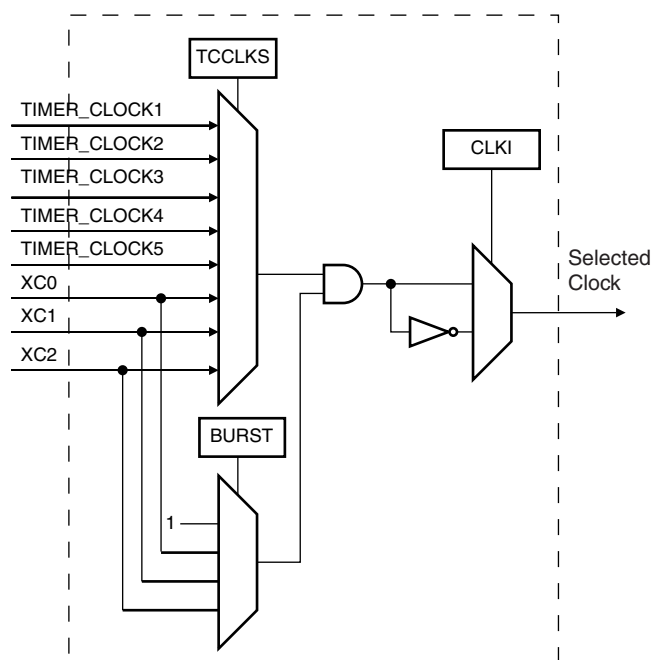 TCCLKS
TIMER_CLOCK1
TIMER_CLOCK2
TIMER_CLOCK3
TIMER_CLOCK4
TIMER_CLOCK5
XC0
XC1
XC2
CLKI
Selected
Clock
BURST
1